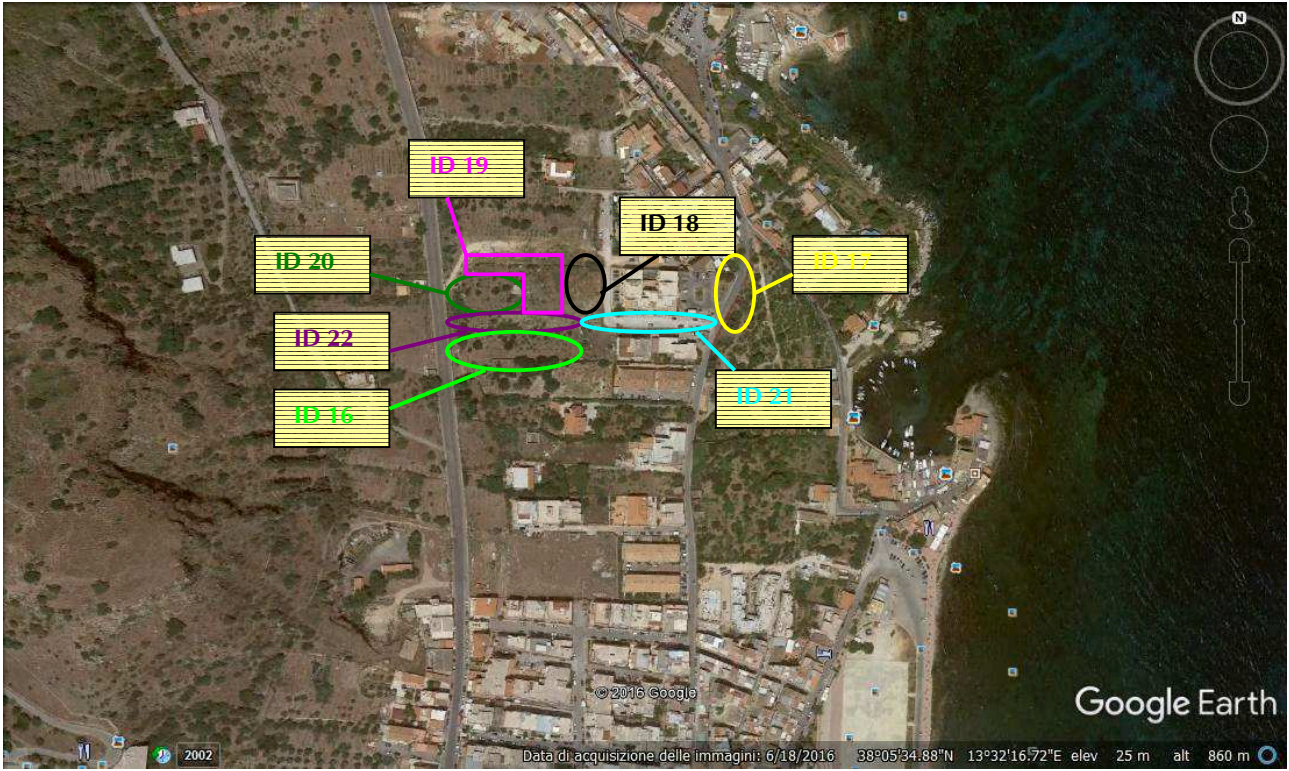 N
ID 19
ID 18
ID 20
ID 17
ID 22
ID 21
ID 16
© 2016 Google
Google Earth
2002
Data di acquisizione delle immagini: 6/18/2016 38°05'34.88"N 13°32'16.72"E elev 25 m alt 860 m